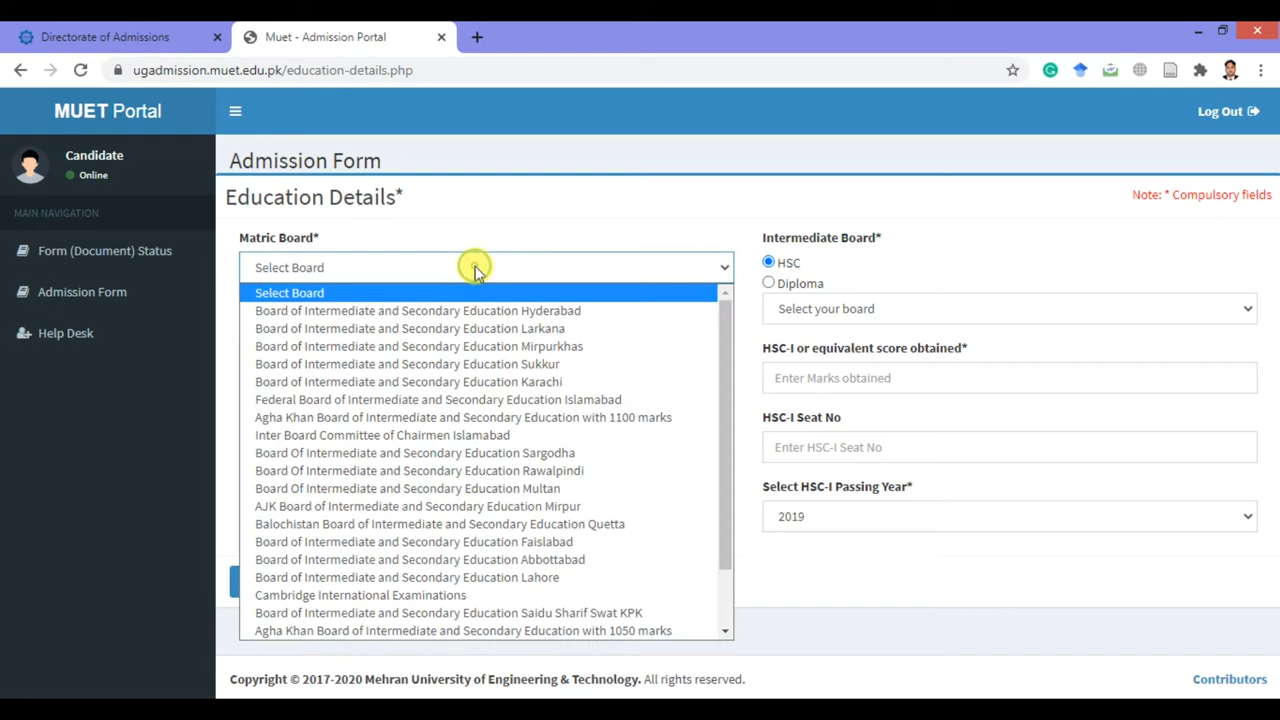 Directorate of Admissions
Muet - Admission Portal
ugadmission.muet.edu.pk/education-details.php
MUET Portal
Log Out
Candidate
Online
MAIN NAVIGATION
Form (Document) Status
Admission Form
Help Desk
Admission Form
Education Details*
Note: * Compulsory fields
Matric Board*
Select Board
Select Board
Board of Intermediate and Secondary Education Hyderabad
Board of Intermediate and Secondary Education Larkana
Board of Intermediate and Secondary Education Mirpurkhas
Board of Intermediate and Secondary Education Sukkur
Board of Intermediate and Secondary Education Karachi
Federal Board of Intermediate and Secondary Education Islamabad
Agha Khan Board of Intermediate and Secondary Education with 1100 marks
Inter Board Committee of Chairmen Islamabad
Board Of Intermediate and Secondary Education Sargodha
Board Of Intermediate and Secondary Education Rawalpindi
Board Of Intermediate and Secondary Education Multan
AJK Board of Intermediate and Secondary Education Mirpur
Balochistan Board of Intermediate and Secondary Education Quetta
Board of Intermediate and Secondary Education Faislabad
Board of Intermediate and Secondary Education Abbottabad
Board of Intermediate and Secondary Education Lahore
Cambridge International Examinations
Board of Intermediate and Secondary Education Saidu Sharif Swat KPK
Agha Khan Board of Intermediate and Secondary Education with 1050 marks
Intermediate Board*
HSC
Diploma
Select your board
HSC-I or equivalent score obtained*
Enter Marks obtained
HSC-I Seat No
Enter HSC-I Seat No
Select HSC-I Passing Year*
2019
Copyright © 2017-2020 Mehran University of Engineering & Technology. All rights reserved.
Contributors